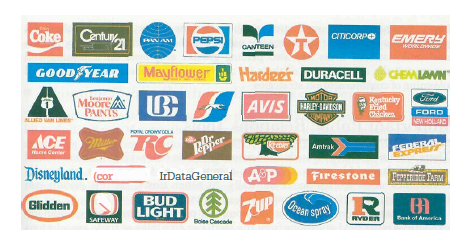 Coke
Century 21
PAN AM
PEPSI
CANTEEN
T
CITICORP
EMERY
WORLDWIDE
GOODYEAR
Mayflower
Hardee's
DURACELL
CHEMLAWN
ALLIED VAN LINES
Benjamin
Moore
PAINTS
AVIS
HARLEY-DAVIDSON
Kentucky
Fried
Chicken
Ford
FORD
NEW HOLLAND
ACE
Home Center
Miller
ROYAL CROWN COLA
RC
Dr Pepper
Amtrak
FEDERAL
EXPRESS
Disneyland.
(cor
IrDataGeneral
A&P
Firestone
PEPPERIDGE FARM
Glidden
SAFEWAY
BUD
LIGHT
Boise Cascade
7up
Ocean Spray
R
RYDER
Bank of America